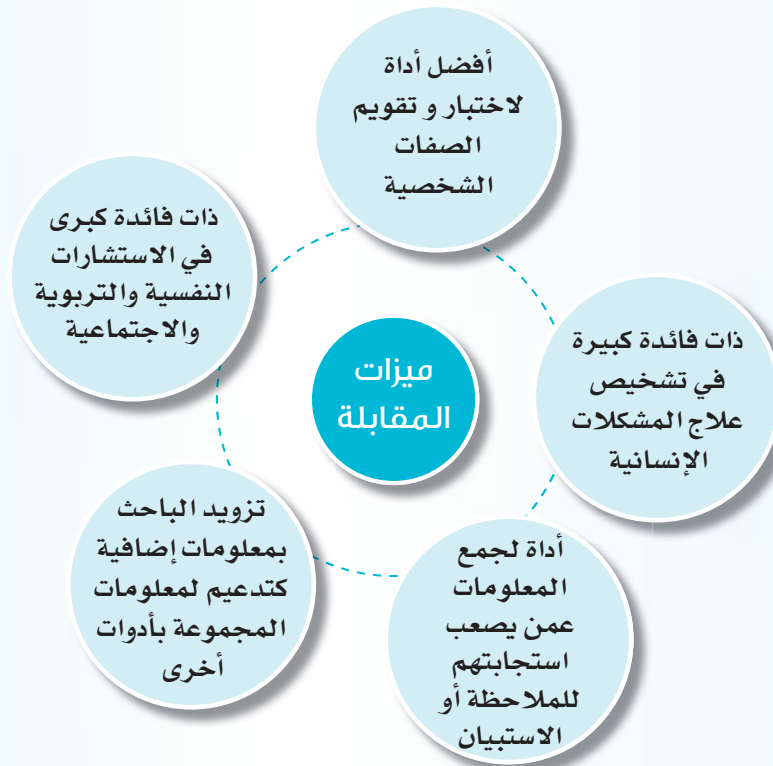 أفضل أداة
لاختبار و تقويم
الصفات
الشخصية
ذات فائدة كبيرة
في تشخيص
علاج المشكلات
الإنسانية
أداة لجمع
المعلومات
عمن يصعب
استجابتهم
للملاحظة أو
الاستبيان
تزويد الباحث
بمعلومات إضافية
كتدعيم لمعلومات
المجموعة بأدوات
أخرى
ذات فائدة كبرى
في الاستشارات
النفسية والتربوية
والاجتماعية
ميزات
المقابلة